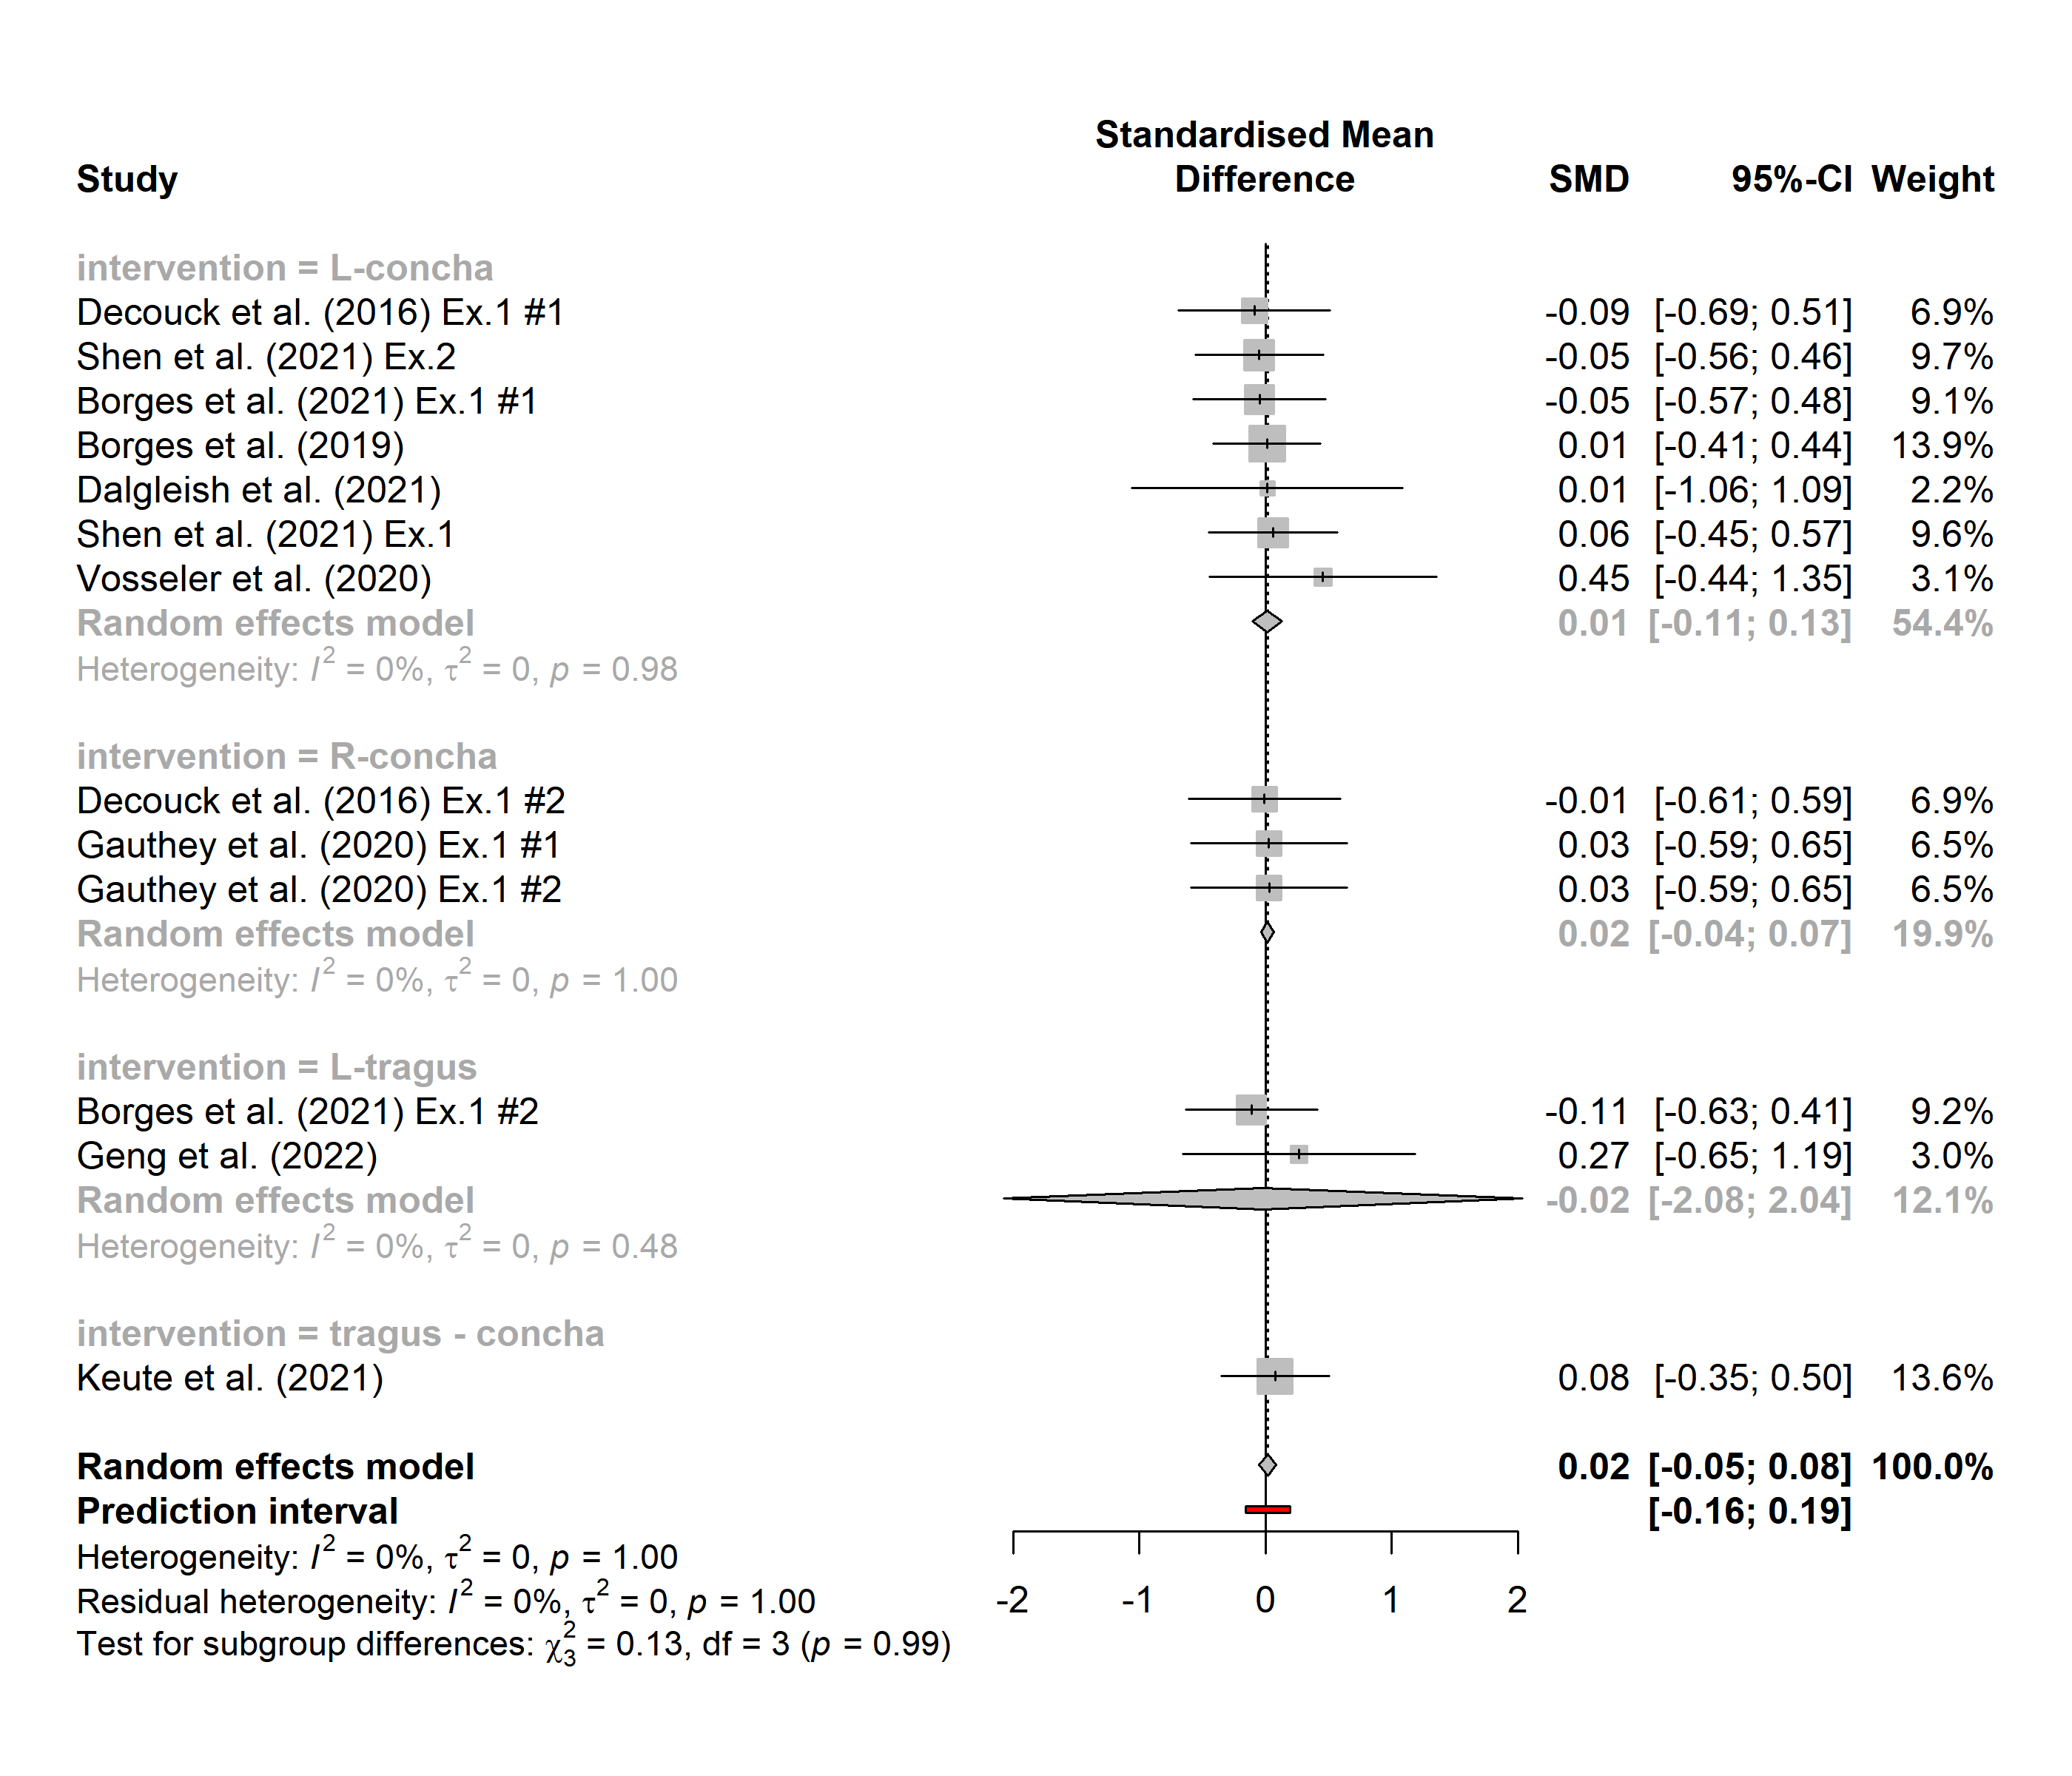 Standardised Mean
Study Difference SMD 95%-CI Weight
intervention = L-concha
Decouck et al. (2016) Ex.1 #1 -0.09 [-0.69; 0.51] 6.9%
Shen et al. (2021) Ex.2 -0.05 [-0.56; 0.46] 9.7%
Borges et al. (2021) Ex.1 #1 -0.05 [-0.57; 0.48] 9.1%
Borges et al. (2019) 0.01 [-0.41; 0.44] 13.9%
Dalgleish et al. (2021) 0.01 [-1.06; 1.09] 2.2%
Shen et al. (2021) Ex.1 0.06 [-0.45; 0.57] 9.6%
Vosseler et al. (2020) 0.45 [-0.44; 1.35] 3.1%
Random effects model 0.01 [-0.11; 0.13] 54.4%
Heterogeneity: I² = 0%, τ² = 0, p = 0.98
intervention = R-concha
Decouck et al. (2016) Ex.1 #2 -0.01 [-0.61; 0.59] 6.9%
Gauthey et al. (2020) Ex.1 #1 0.03 [-0.59; 0.65] 6.5%
Gauthey et al. (2020) Ex.1 #2 0.03 [-0.59; 0.65] 6.5%
Random effects model 0.02 [-0.04; 0.07] 19.9%
Heterogeneity: I² = 0%, τ² = 0, p = 1.00
intervention = L-tragus
Borges et al. (2021) Ex.1 #2 -0.11 [-0.63; 0.41] 9.2%
Geng et al. (2022) 0.27 [-0.65; 1.19] 3.0%
Random effects model -0.02 [-2.08; 2.04] 12.1%
Heterogeneity: I² = 0%, τ² = 0, p = 0.48
intervention = tragus - concha
Keute et al. (2021) 0.08 [-0.35; 0.50] 13.6%
Random effects model 0.02 [-0.05; 0.08] 100.0%
Prediction interval [-0.16; 0.19]
Heterogeneity: I² = 0%, τ² = 0, p = 1.00
Residual heterogeneity: I² = 0%, τ² = 0, p = 1.00 -2 -1 0 1 2
Test for subgroup differences: χ²₃ = 0.13, df = 3 (p = 0.99)